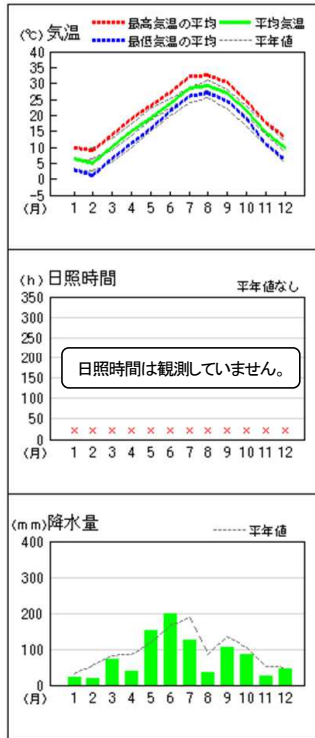 (℃) 気温 最高気温の平均 平均気温
最低気温の平均 平年値
40
35
30
25
20
15
10
5
0
-5
(月) 1 2 3 4 5 6 7 8 9 10 11 12
(h) 日照時間 平年値なし
350
300
250
200
150
100
50
0
日照時間は観測していません。
× × × × × × × × × × × ×
(月) 1 2 3 4 5 6 7 8 9 10 11 12
(mm) 降水量 平年値
400
300
200
100
0
(月) 1 2 3 4 5 6 7 8 9 10 11 12